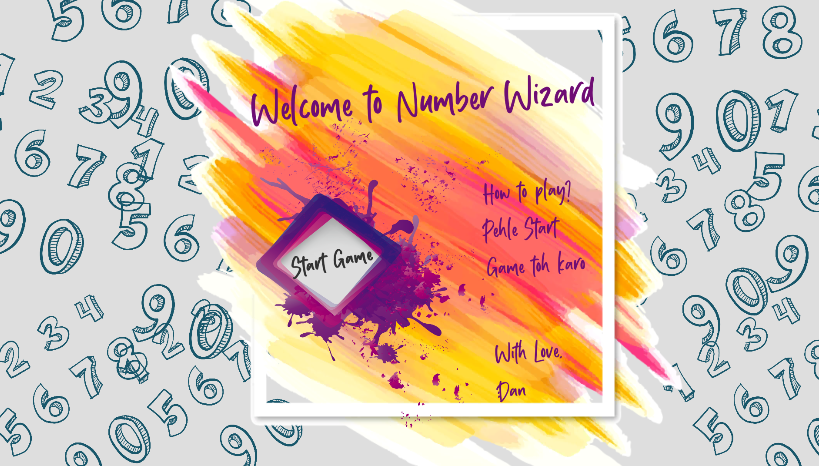 Welcome to Number Wizard
How to play?
Pehle Start
Game toh karo
Start Game
With Love,
Dan